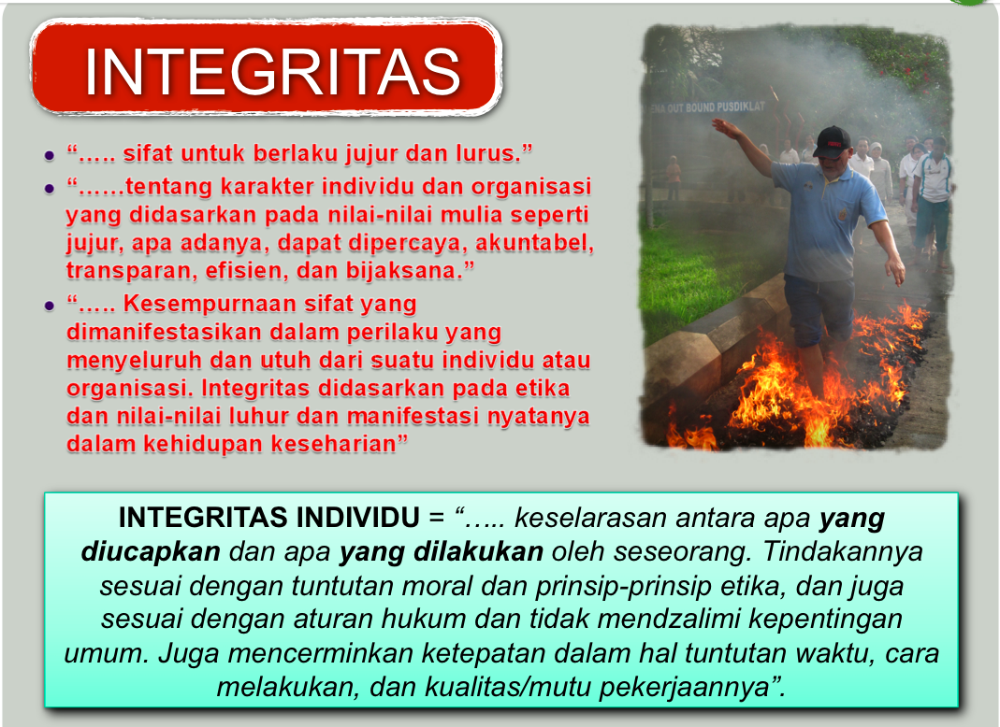 INTEGRITAS
• “….. sifat untuk berlaku jujur dan lurus.”
• “……tentang karakter individu dan organisasi
yang didasarkan pada nilai-nilai mulia seperti
jujur, apa adanya, dapat dipercaya, akuntabel,
transparan, efisien, dan bijaksana.”
• “….. Kesempurnaan sifat yang
dimanifestasikan dalam perilaku yang
menyeluruh dan utuh dari suatu individu atau
organisasi. Integritas didasarkan pada etika
dan nilai-nilai luhur dan manifestasi nyatanya
dalam kehidupan keseharian”
OUT BOUND PUSDIKLAT
INTEGRITAS INDIVIDU = “….. keselarasan antara apa yang
diucapkan dan apa yang dilakukan oleh seseorang. Tindakannya
sesuai dengan tuntutan moral dan prinsip-prinsip etika, dan juga
sesuai dengan aturan hukum dan tidak mendzalimi kepentingan
umum. Juga mencerminkan ketepatan dalam hal tuntutan waktu, cara
melakukan, dan kualitas/mutu pekerjaannya”.